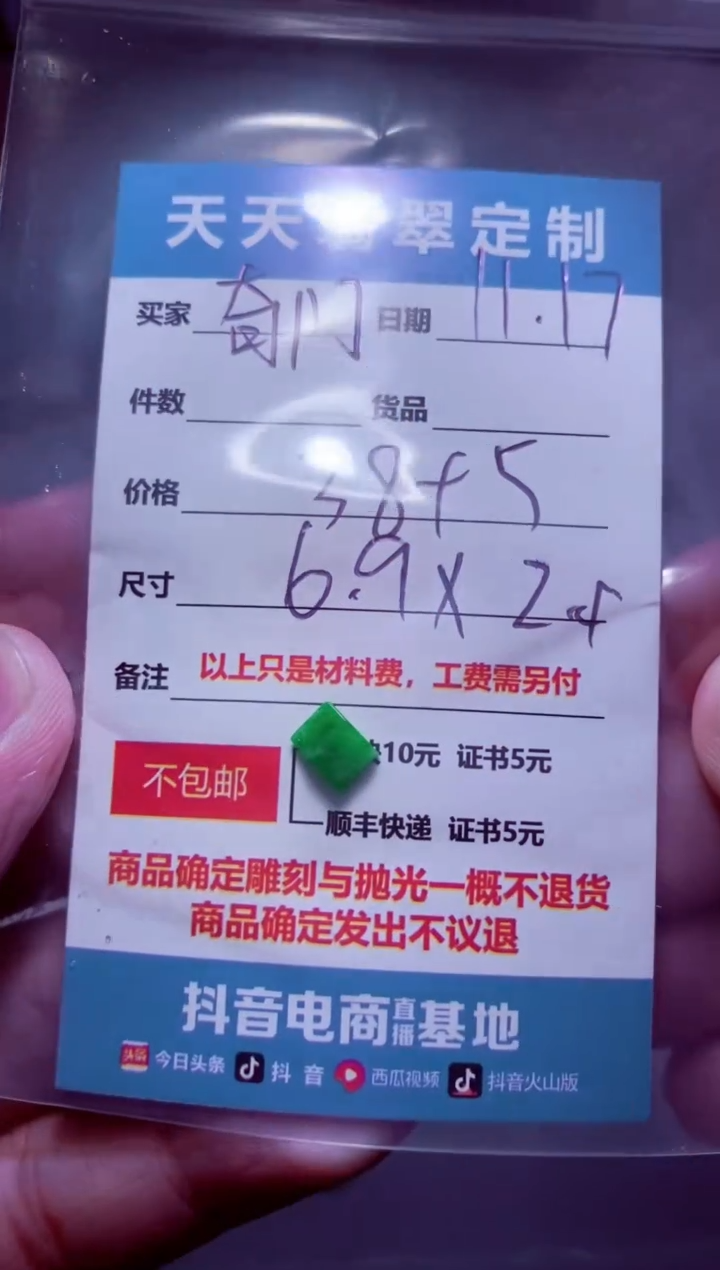 天天翡翠定制
买家 奇门 日期 11.17
件数 货品
价格 38+5
尺寸 6.9X2.4
备注 以上只是材料费，工费需另付
不包邮
10元 证书5元
顺丰快递 证书5元
商品确定雕刻与抛光一概不退货
商品确定发出不议退
抖音电商直播基地
头条 今日头条 抖音 西瓜视频 抖音火山版